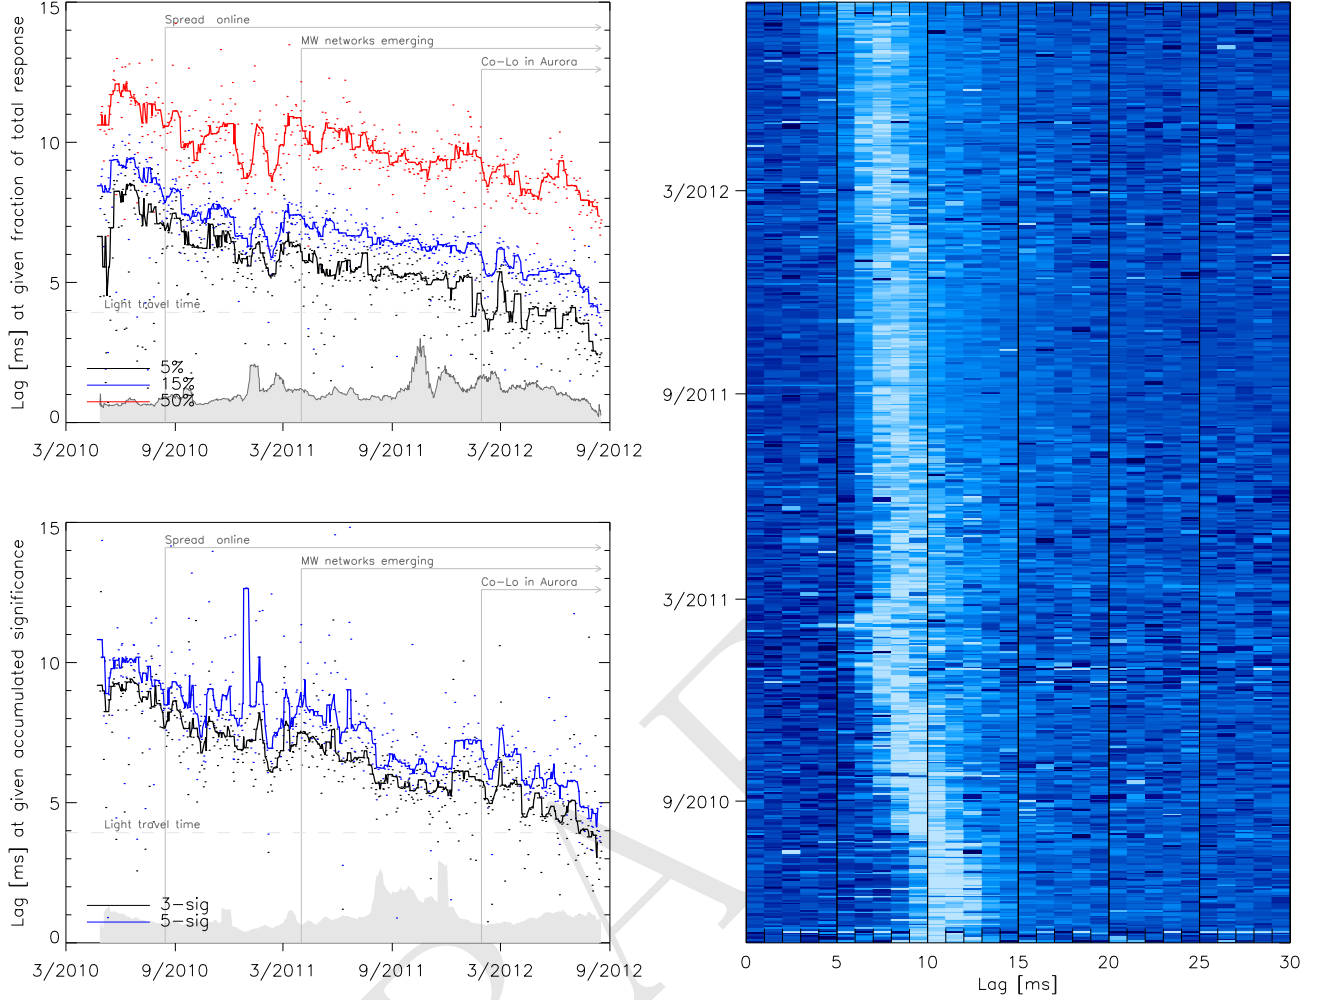 Lag [ms] at given fraction of total response
15
10
5
0
Spread online
MW networks emerging
Co-Lo in Aurora
Light travel time
5%
15%
50%
3/2010 9/2010 3/2011 9/2011 3/2012 9/2012
Lag [ms] at given accumulated significance
15
10
5
0
Spread online
MW networks emerging
Co-Lo in Aurora
Light travel time
3-sig
5-sig
3/2010 9/2010 3/2011 9/2011 3/2012 9/2012
3/2012
9/2011
3/2011
9/2010
0 5 10 15 20 25 30
Lag [ms]